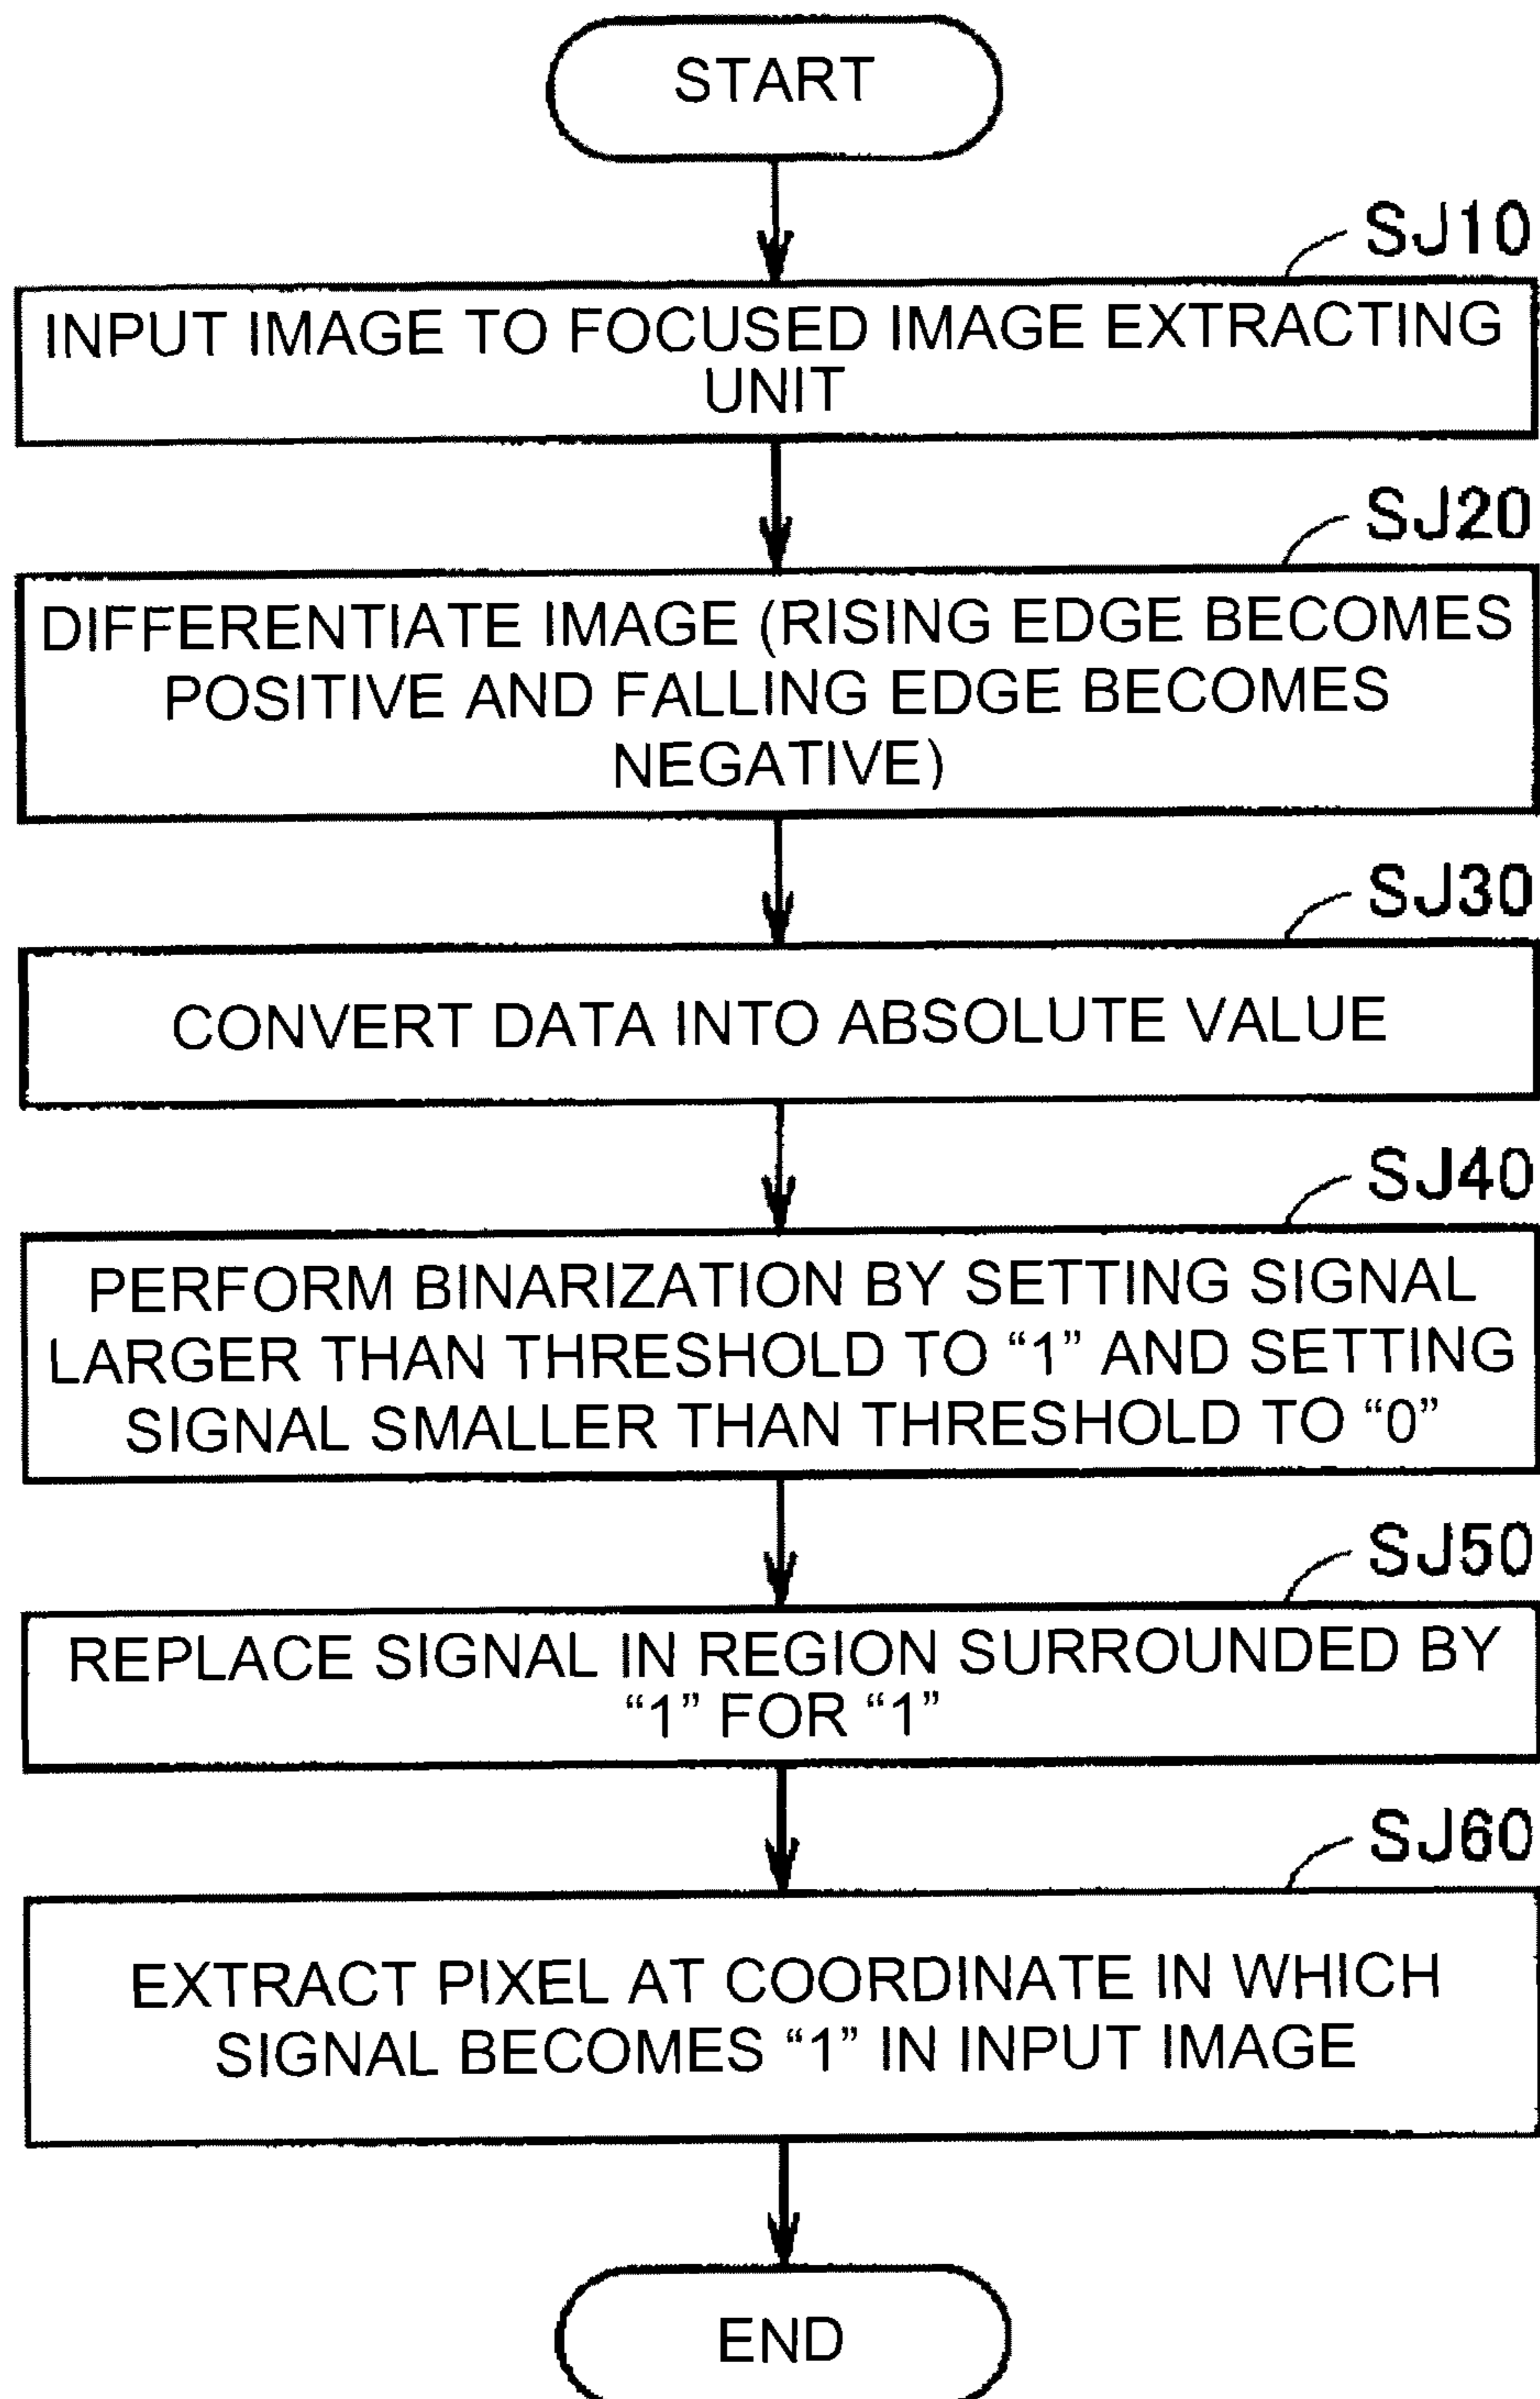 START
SJ10
INPUT IMAGE TO FOCUSED IMAGE EXTRACTING
UNIT
SJ20
DIFFERENTIATE IMAGE (RISING EDGE BECOMES
POSITIVE AND FALLING EDGE BECOMES
NEGATIVE)
SJ30
CONVERT DATA INTO ABSOLUTE VALUE
SJ40
PERFORM BINARIZATION BY SETTING SIGNAL
LARGER THAN THRESHOLD TO “1” AND SETTING
SIGNAL SMALLER THAN THRESHOLD TO “0”
SJ50
REPLACE SIGNAL IN REGION SURROUNDED BY
“1” FOR “1”
SJ60
EXTRACT PIXEL AT COORDINATE IN WHICH
SIGNAL BECOMES “1” IN INPUT IMAGE
END